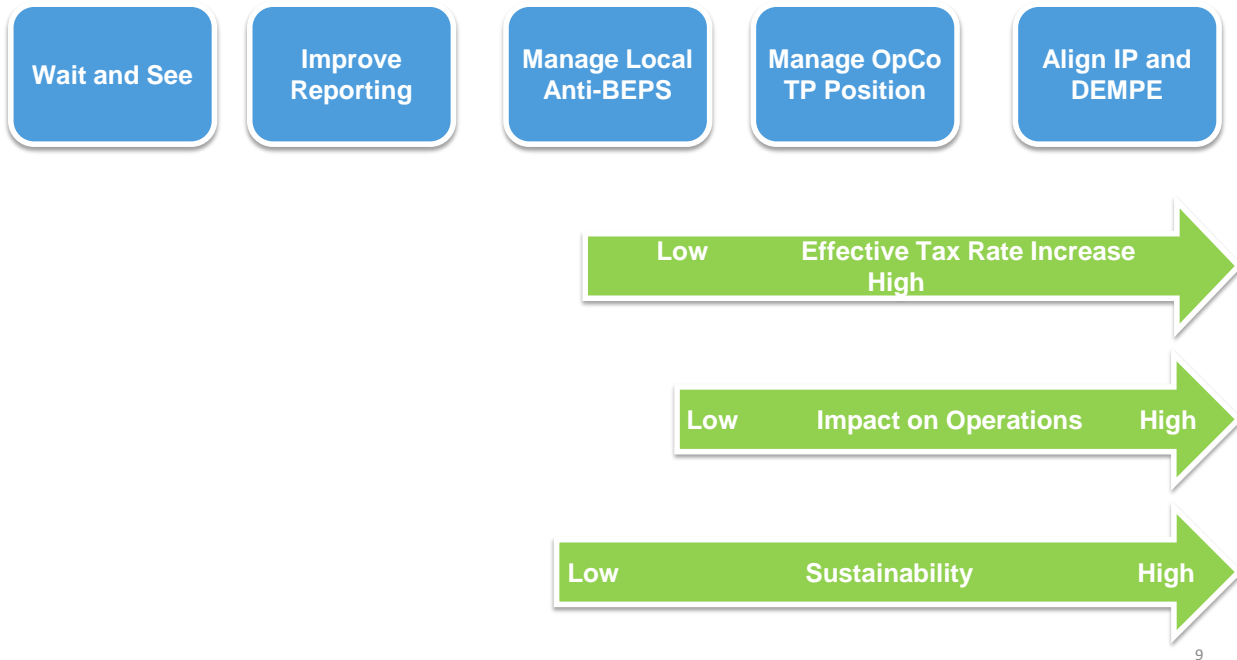 Wait and See
Improve
Reporting
Manage Local
Anti-BEPS
Manage OpCo
TP Position
Align IP and
DEMPE
Low Effective Tax Rate Increase
High
Low Impact on Operations High
Low Sustainability High
9